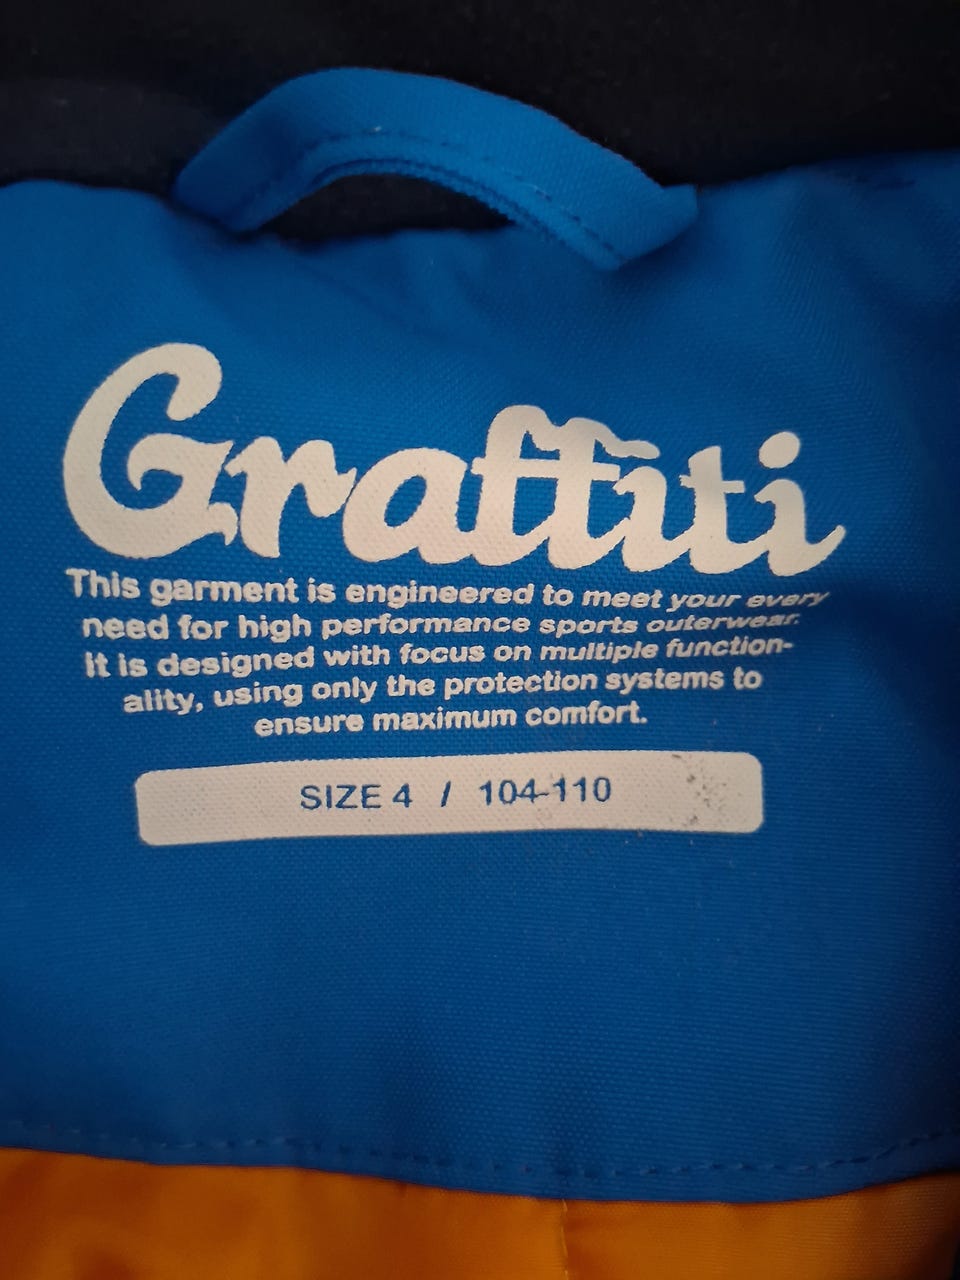 Graffiti
This garment is engineered to meet your every
need for high performance sports outerwear.
It is designed with focus on multiple function-
ality, using only the protection systems to
ensure maximum comfort.
SIZE 4 / 104-110